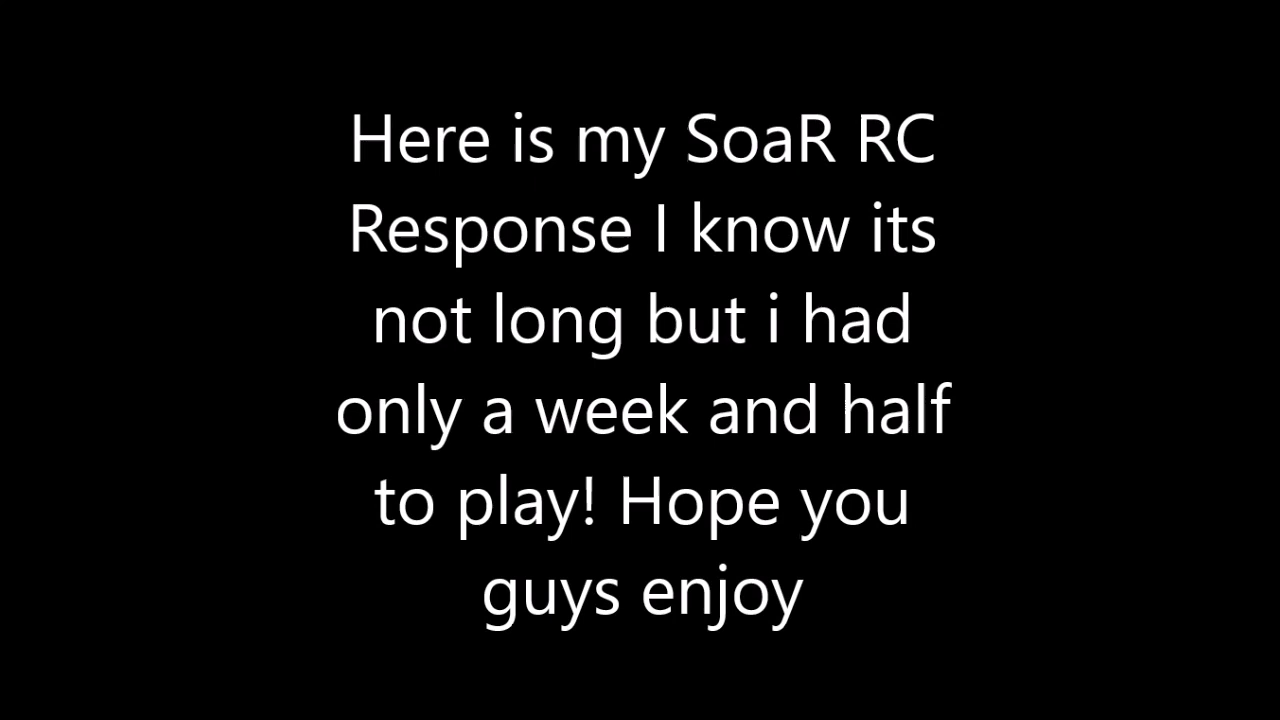 Here is my SoaR RC
Response I know its
not long but i had
only a week and half
to play! Hope you
guys enjoy